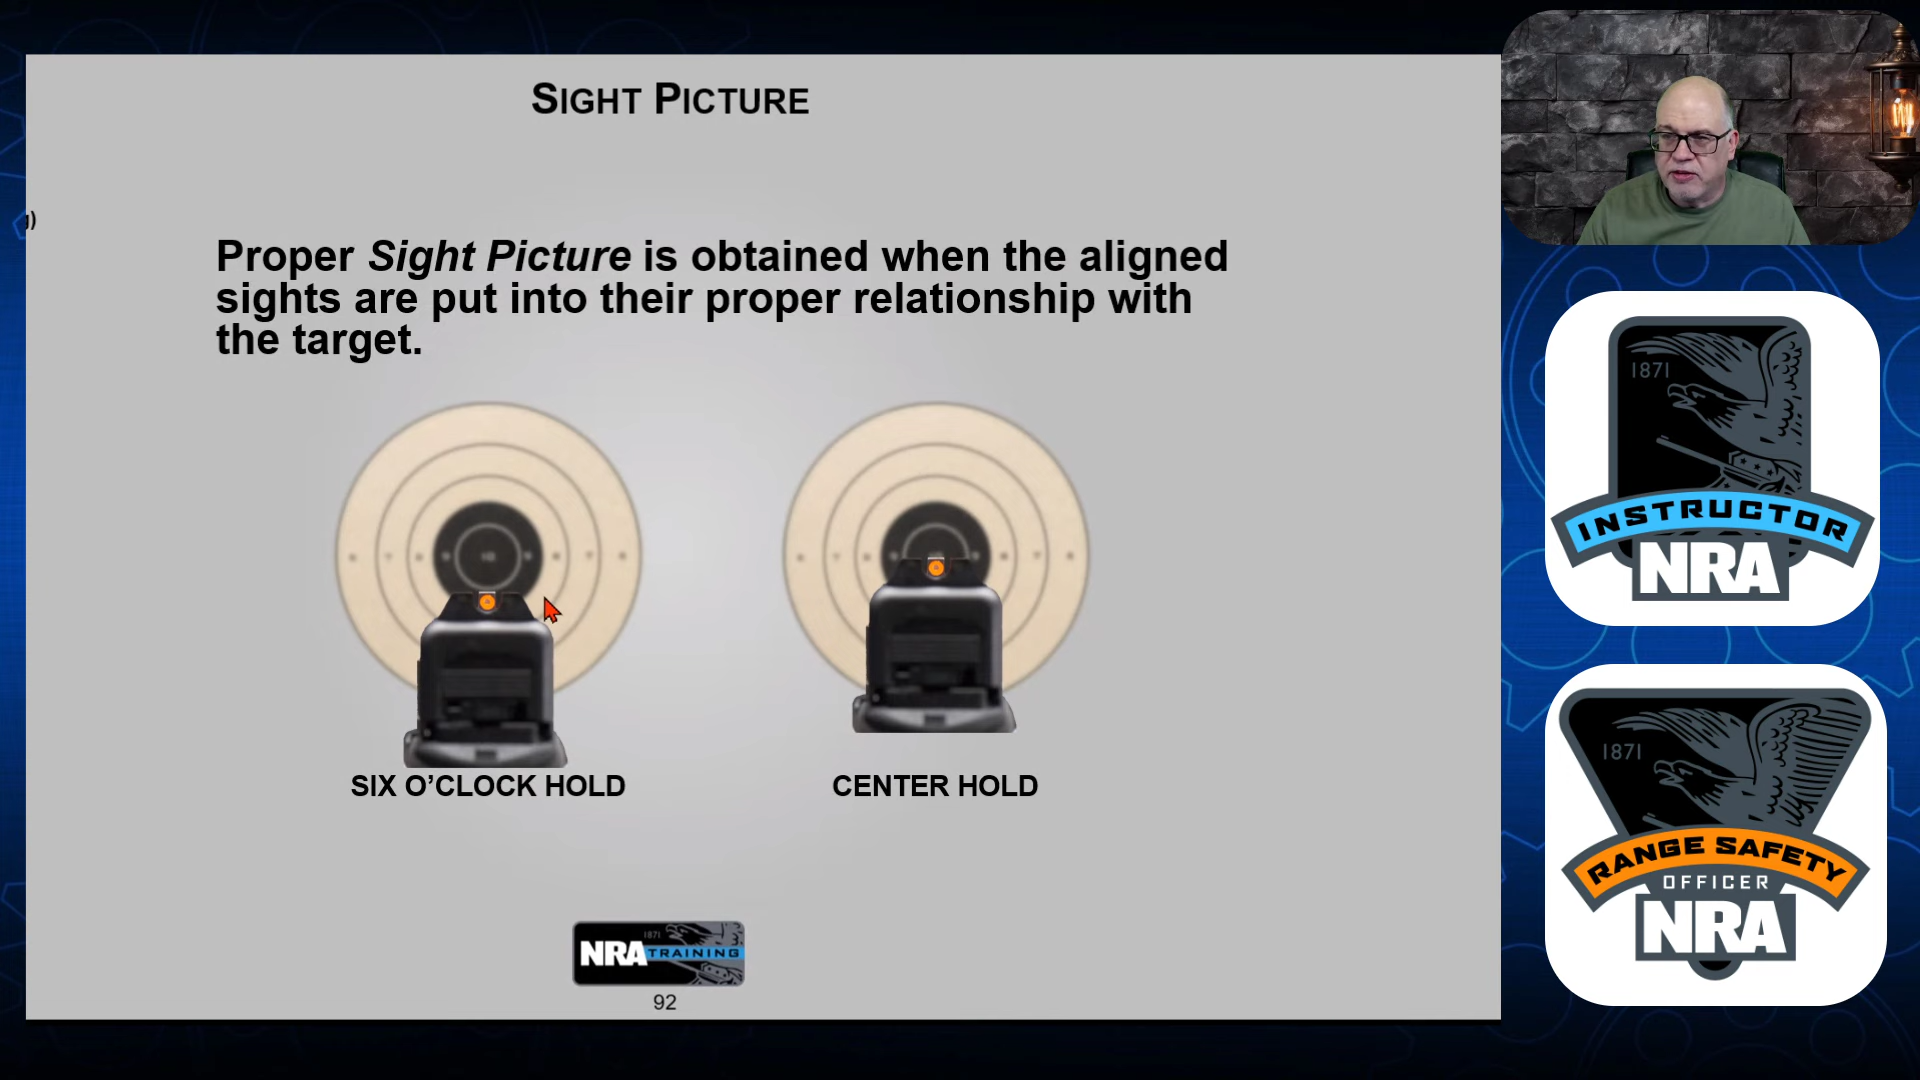 SIGHT PICTURE
g)
Proper Sight Picture is obtained when the aligned
sights are put into their proper relationship with
the target.
SIX O’CLOCK HOLD
CENTER HOLD
1871
NRA TRAINING
92
1871
INSTRUCTOR
NRA
1871
RANGE SAFETY
OFFICER
NRA